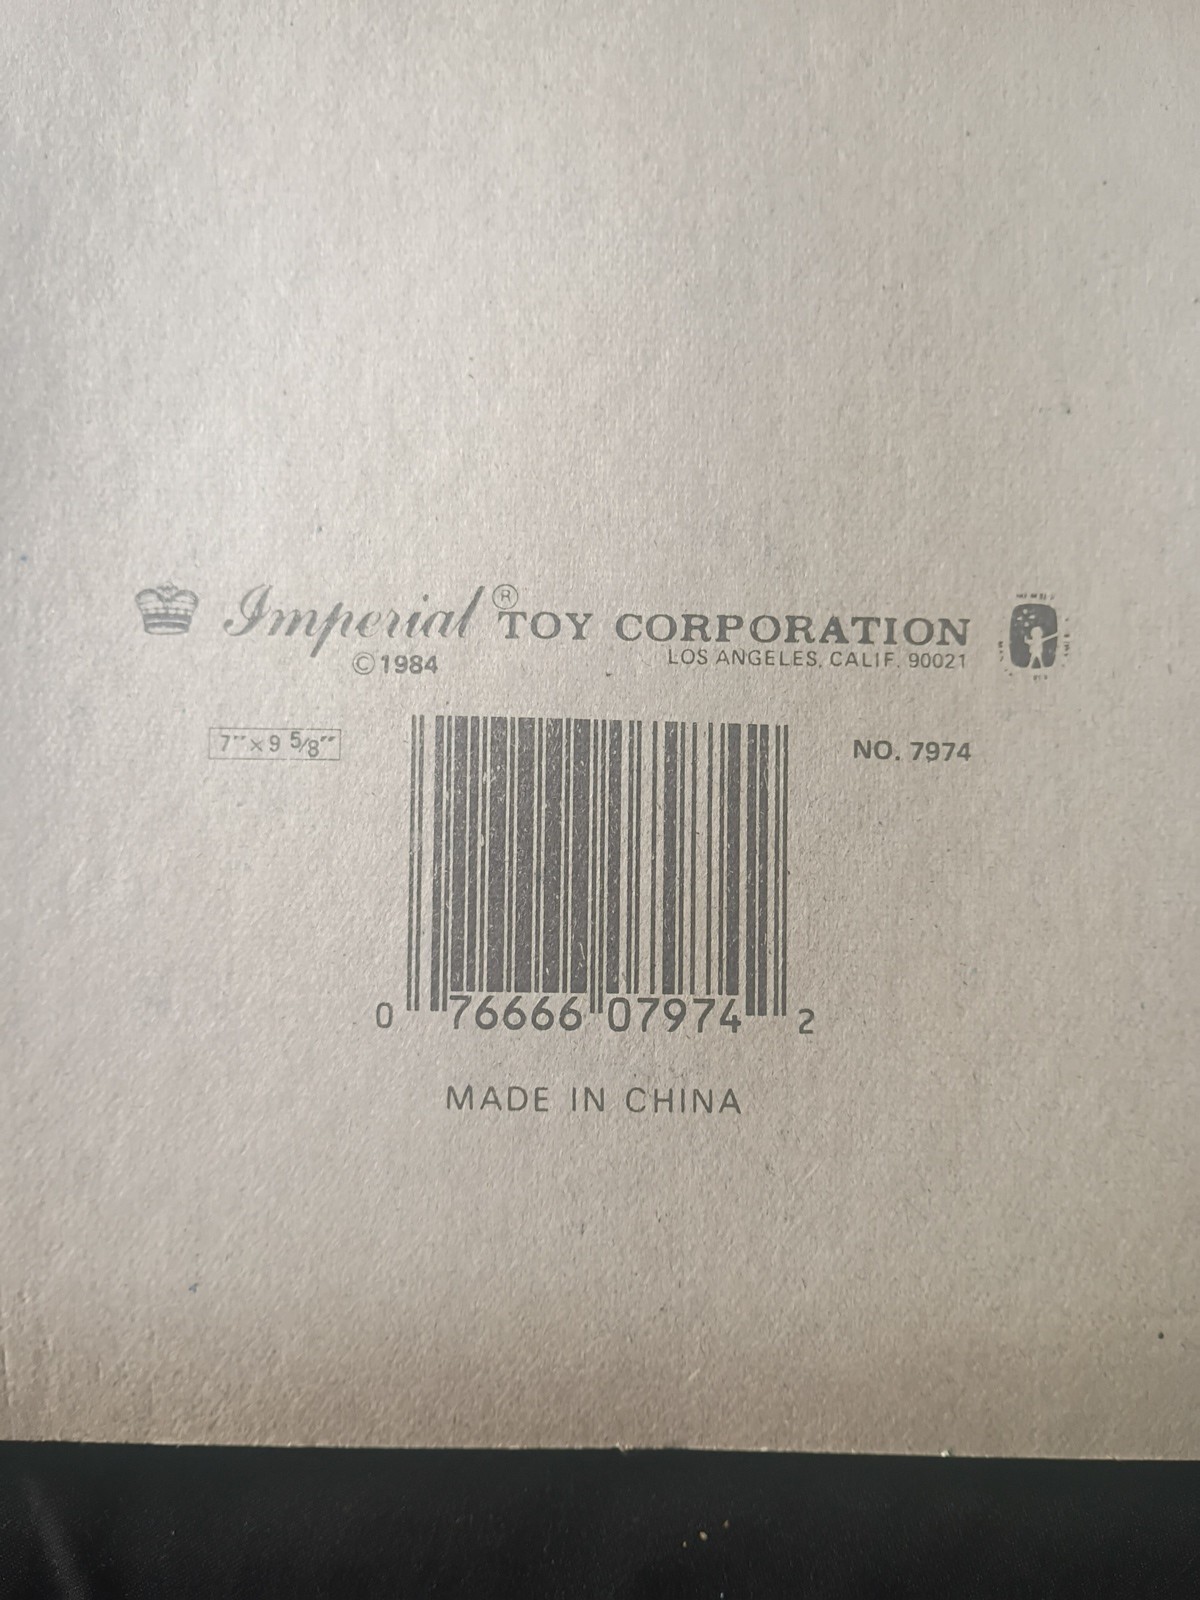 Imperial® TOY CORPORATION
©1984
LOS ANGELES, CALIF. 90021
7" x 9 5/8"
NO. 7974
0 76666 07974 2
MADE IN CHINA